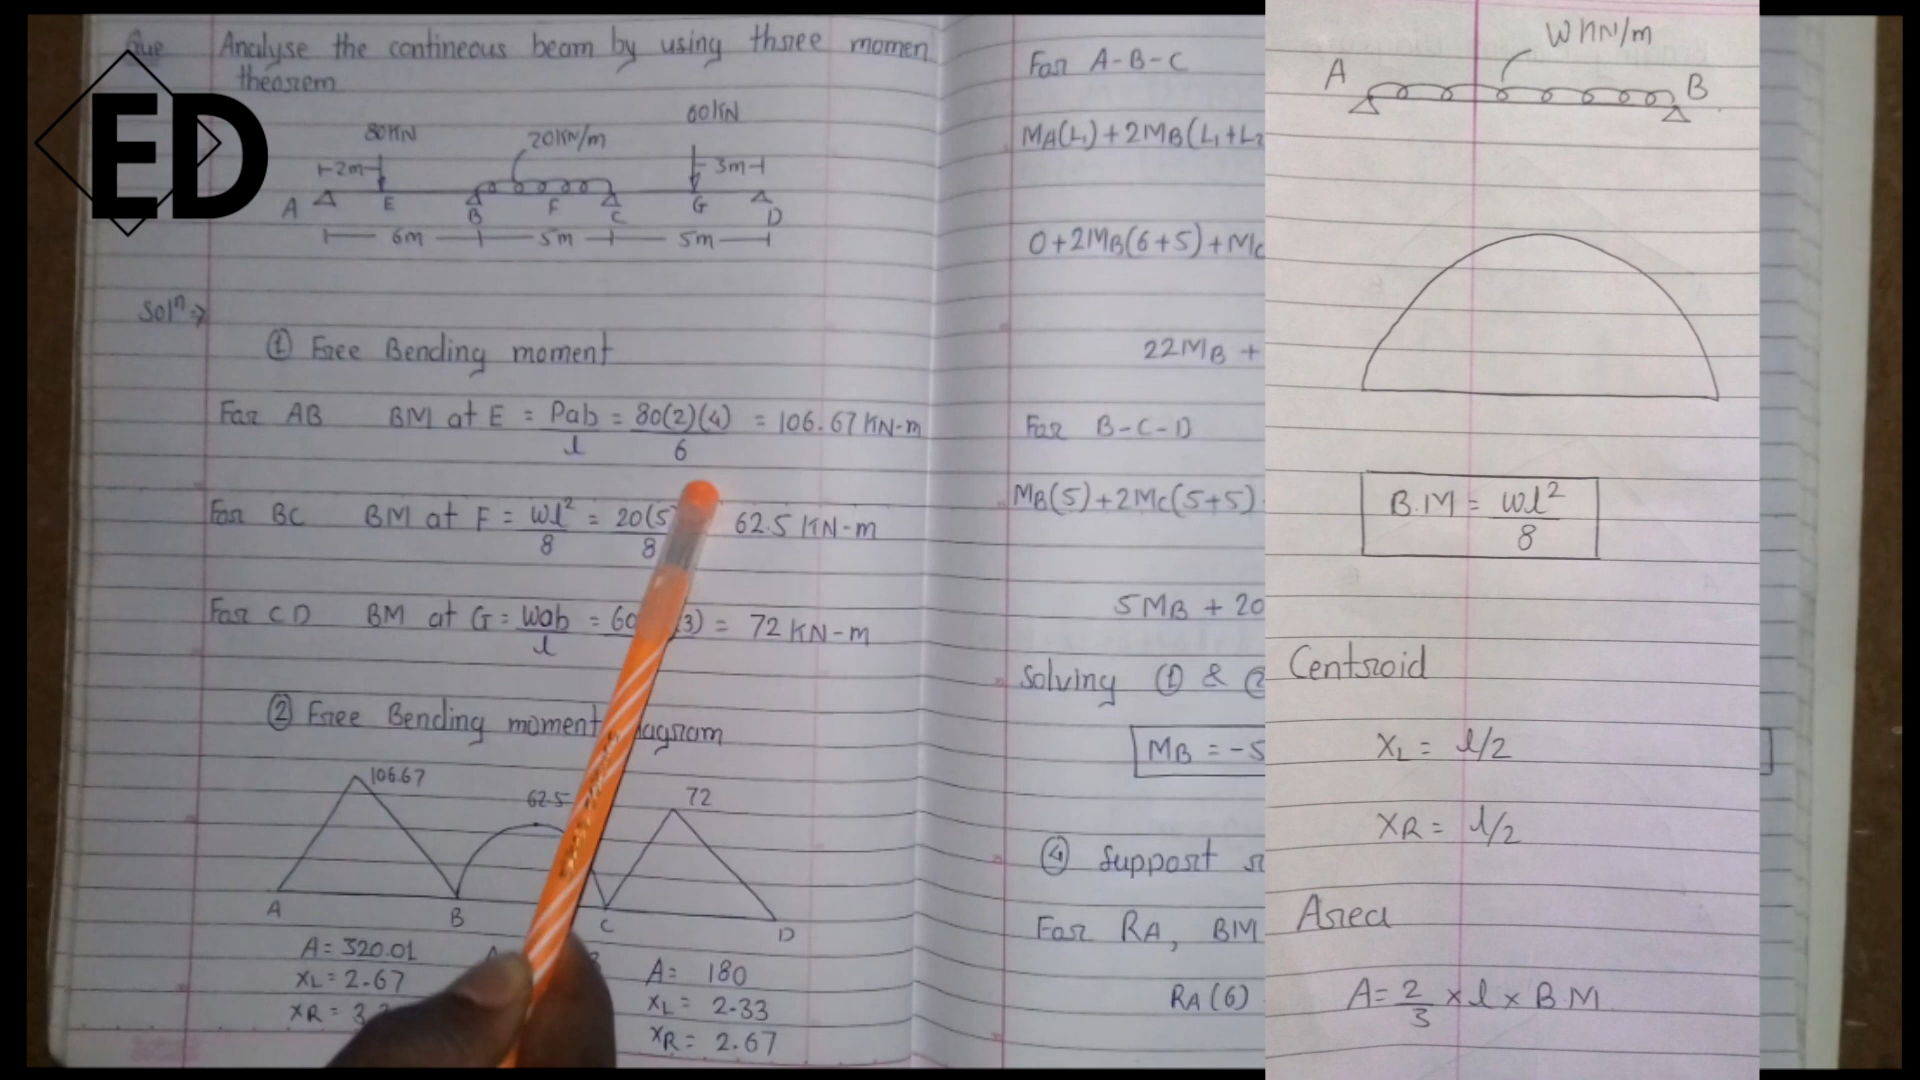 Que Analyse the contineous beam by using three momen
theorem
ED
80KN
20KN/m
60KN
2m
3m
A E B F C G D
6m 5m 5m
Solⁿ ⇒
① Free Bending moment
For AB BM at E = Pab/l = 80(2)(4)/6 = 106.67 KN-m
For BC BM at F = Wl²/8 = 20(5/8 62.5 KN-m
For CD BM at G = Wab/l = 60 3) = 72 KN-m
② Free Bending moment agram
106.67 62.5 72
A B C D
A = 320.01
XL = 2.67
XR = 3.
A = 180
XL = 2.33
XR = 2.67
For A-B-C
MA(L₁) + 2MB(L₁+L₂
0 + 2MB(6+5) + Mc
22MB +
For B-C-D
MB(5) + 2Mc(5+5)
5MB + 20
Solving ① &
MB = -5
④ Support
For RA, BM
RA(6)
W KN/m
A B
B.M = wl²/8
Centroid
XL = l/2
XR = l/2
Area
A = 2/3 × l × B.M